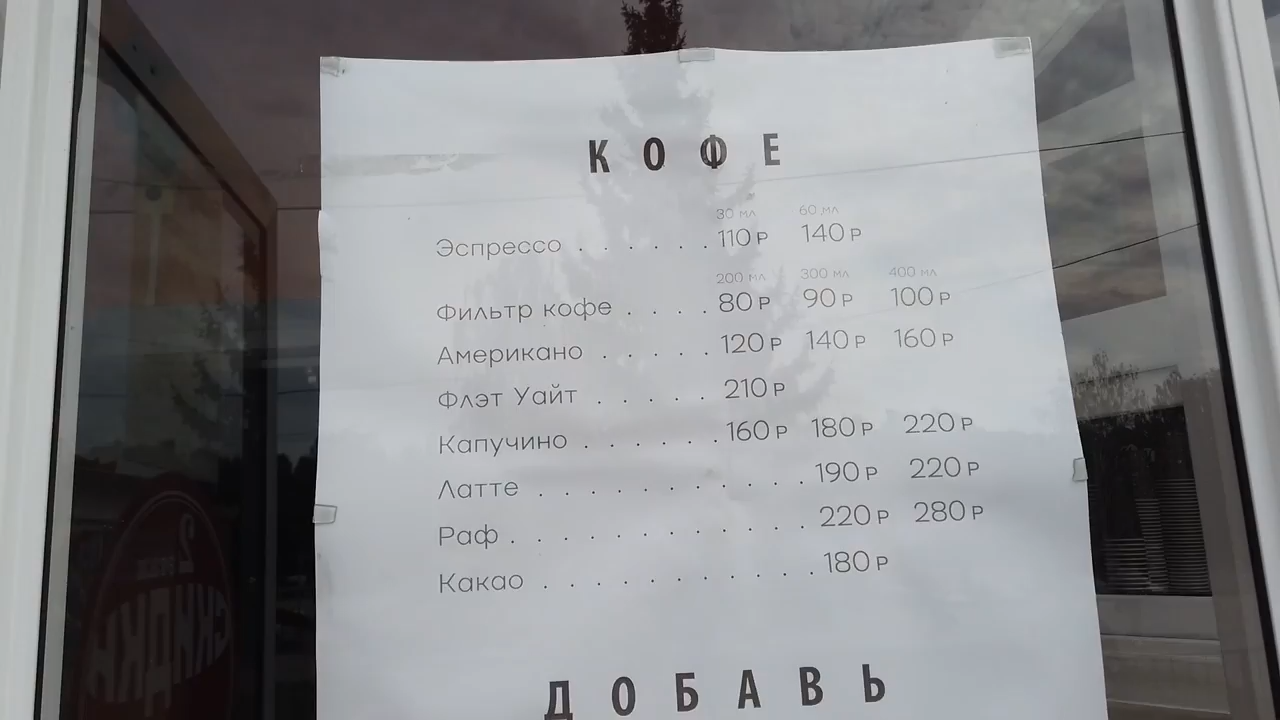 КОФЕ
30 мл 60 мл
Эспрессо . . . . . . 110 Р 140 Р
200 мл 300 мл 400 мл
Фильтр кофе . . . . 80 Р 90 Р 100 Р
Американо . . . . . 120 Р 140 Р 160 Р
Флэт Уайт . . . . . 210 Р
Капучино . . . . . . 160 Р 180 Р 220 Р
Латте . . . . . . . . . . . 190 Р 220 Р
Раф . . . . . . . . . . . . 220 Р 280 Р
Какао . . . . . . . . . . . 180 Р
ДОБАВЬ
2
СКИДКИ